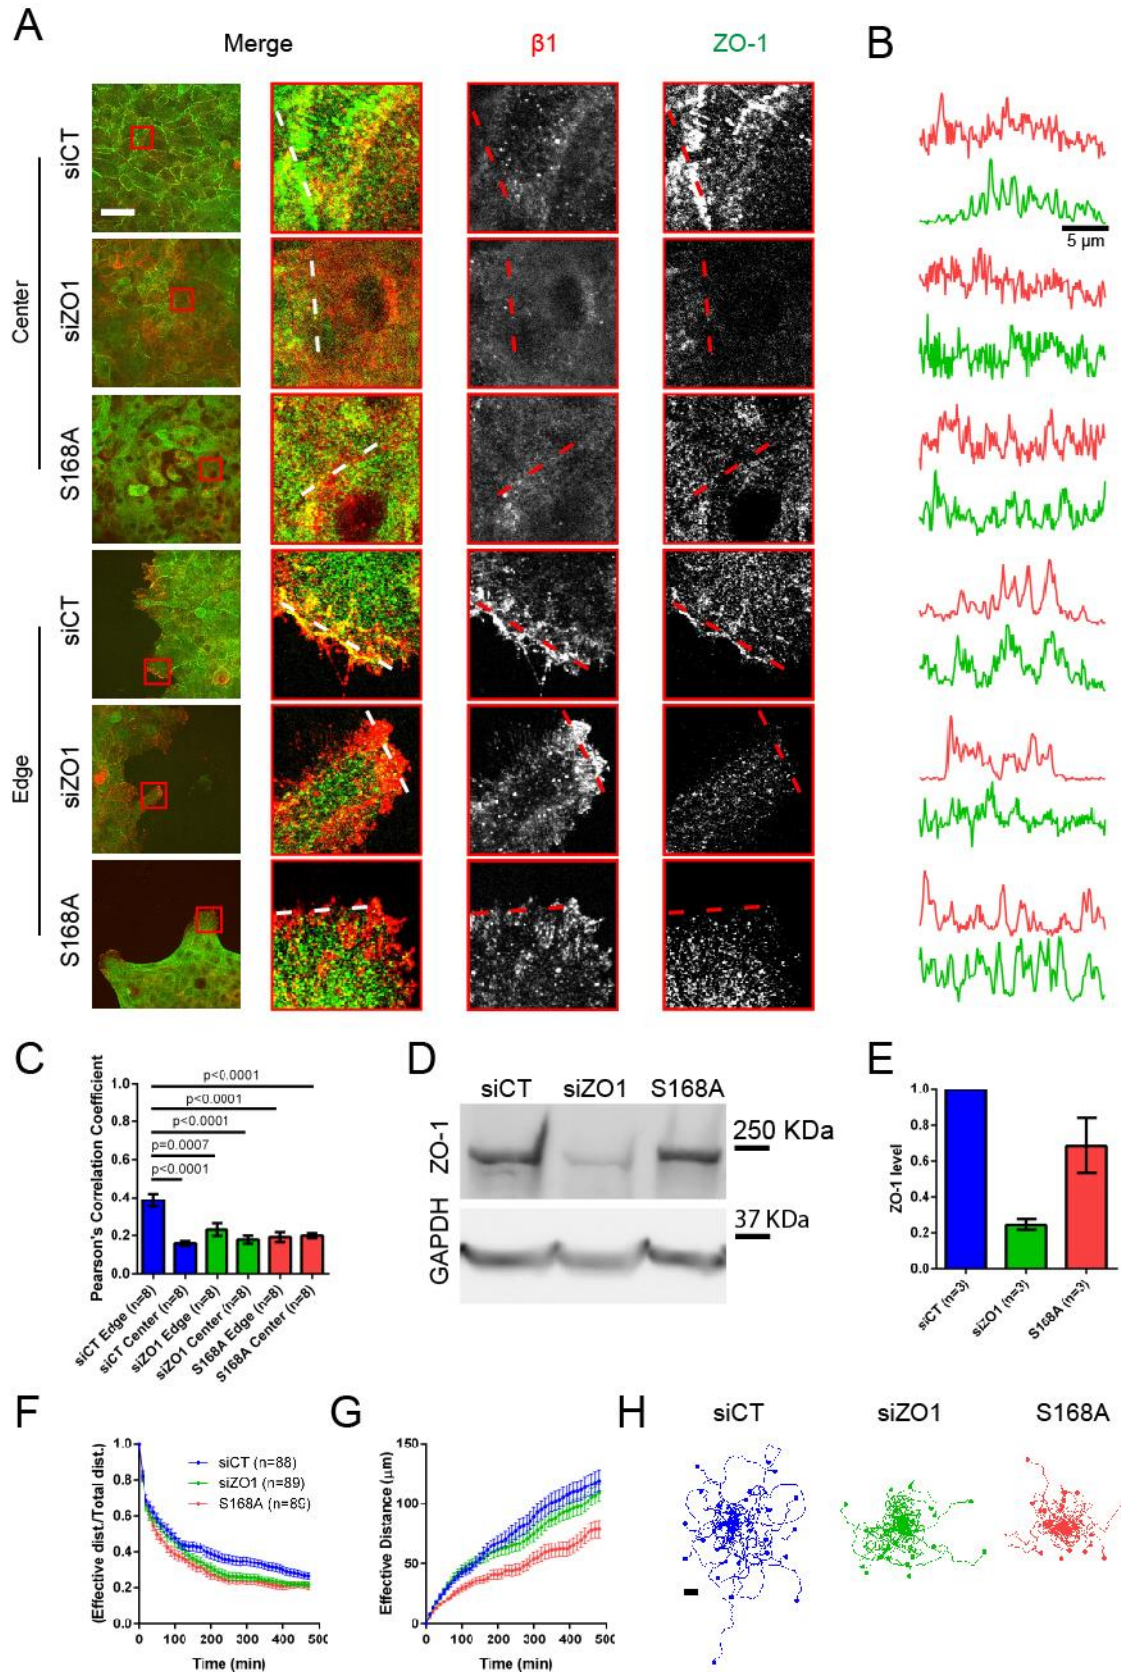 A
Merge
β1
ZO-1
B
Center
siCT
siZO1
S168A
5 µm
Edge
siCT
siZO1
S168A
C
Pearson's Correlation Coefficient
1.0
0.8
0.6
0.4
0.2
0.0
p<0.0001
p<0.0001
p<0.0001
p=0.0007
p<0.0001
siCT Edge (n=8)
siCT Center (n=8)
siZO1 Edge (n=8)
siZO1 Center (n=8)
S168A Edge (n=8)
S168A Center (n=8)
D
siCT siZO1 S168A
ZO-1
250 KDa
GAPDH
37 KDa
E
ZO-1 level
1.0
0.8
0.6
0.4
0.2
0.0
siCT (n=3)
siZO1 (n=3)
S168A (n=3)
F
(Effective dist./Total dist.)
1.0
0.8
0.6
0.4
0.2
0.0
siCT (n=88)
siZO1 (n=89)
S168A (n=89)
0 100 200 300 400 500
Time (min)
G
Effective Distance (µm)
150
100
50
0
0 100 200 300 400 500
Time (min)
H
siCT
siZO1
S168A